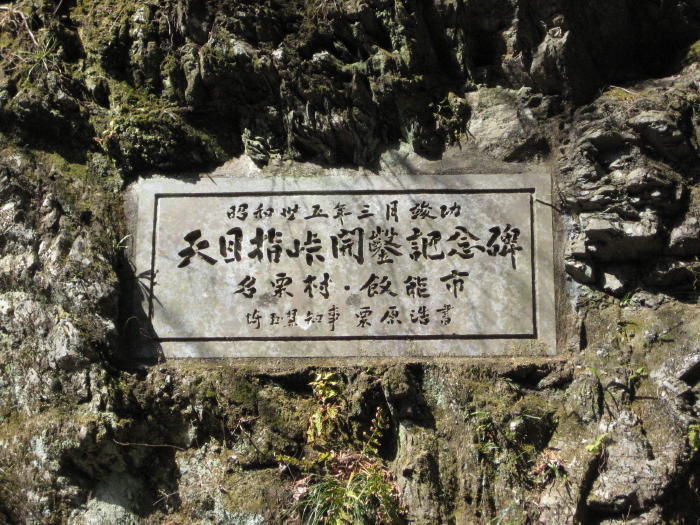 昭和卅五年三月竣功
天目指峠開鑿記念碑
名栗村・飯能市
埼玉県知事 栗原浩書